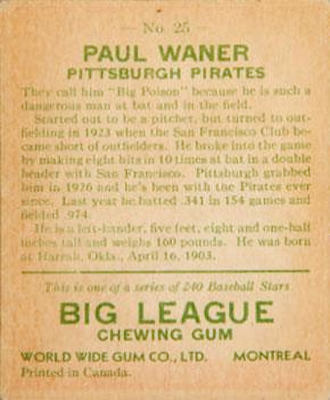 — No. 25 —
PAUL WANER
PITTSBURGH PIRATES
They call him "Big Poison" because he is such a
dangerous man at bat and in the field.
Started out to be a pitcher, but turned to out-
fielding in 1923 when the San Francisco Club be-
came short of outfielders. He broke into the game
by making eight hits in 10 times at bat in a double
header with San Francisco. Pittsburgh grabbed
him in 1926 and he's been with the Pirates ever
since. Last year he batted .341 in 154 games and
fielded .974.
He is a left-hander, five feet, eight and one-half
inches tall and weighs 160 pounds. He was born
at Harrah, Okla., April 16, 1903.
This is one of a series of 240 Baseball Stars
BIG LEAGUE
CHEWING GUM
WORLD WIDE GUM CO., LTD. MONTREAL
Printed in Canada.